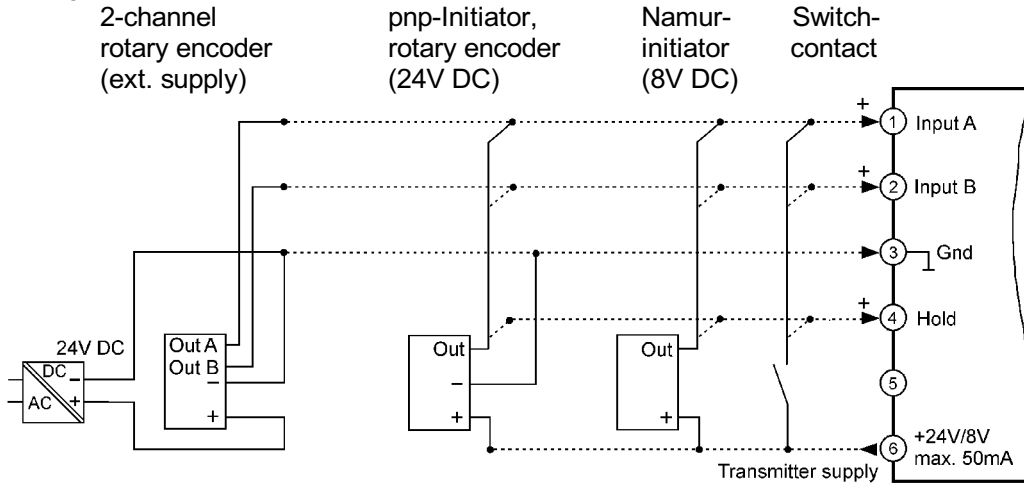 2-channel
rotary encoder
(ext. supply)
pnp-Initiator,
rotary encoder
(24V DC)
Namur-
initiator
(8V DC)
Switch-
contact
+
1 Input A
+
2 Input B
3 Gnd
+
4 Hold
5
6 +24V/8V
max. 50mA
Transmitter supply
24V DC
DC −
AC +
Out A
Out B
−
+
Out
−
+
Out
+